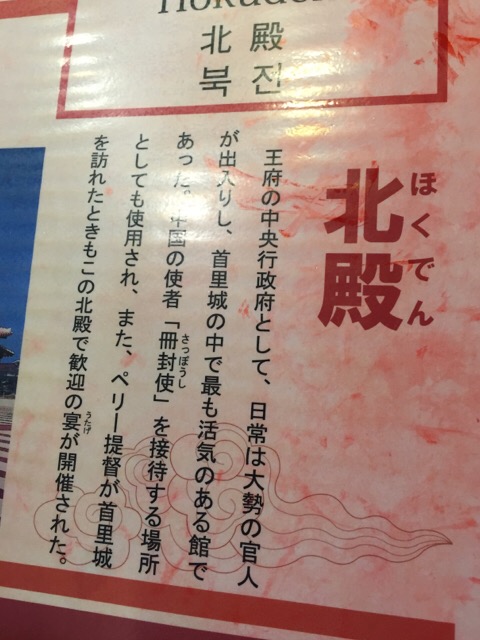 Hokuden
北殿
북전
ほくでん
北殿
王府の中央行政府として、日常は大勢の官人
が出入りし、首里城の中で最も活気のある館で
あった。中国の使者「冊封使」を接待する場所
さっぽうし
としても使用され、また、ペリー提督が首里城
を訪れたときもこの北殿で歓迎の宴が開催された。
うたげ